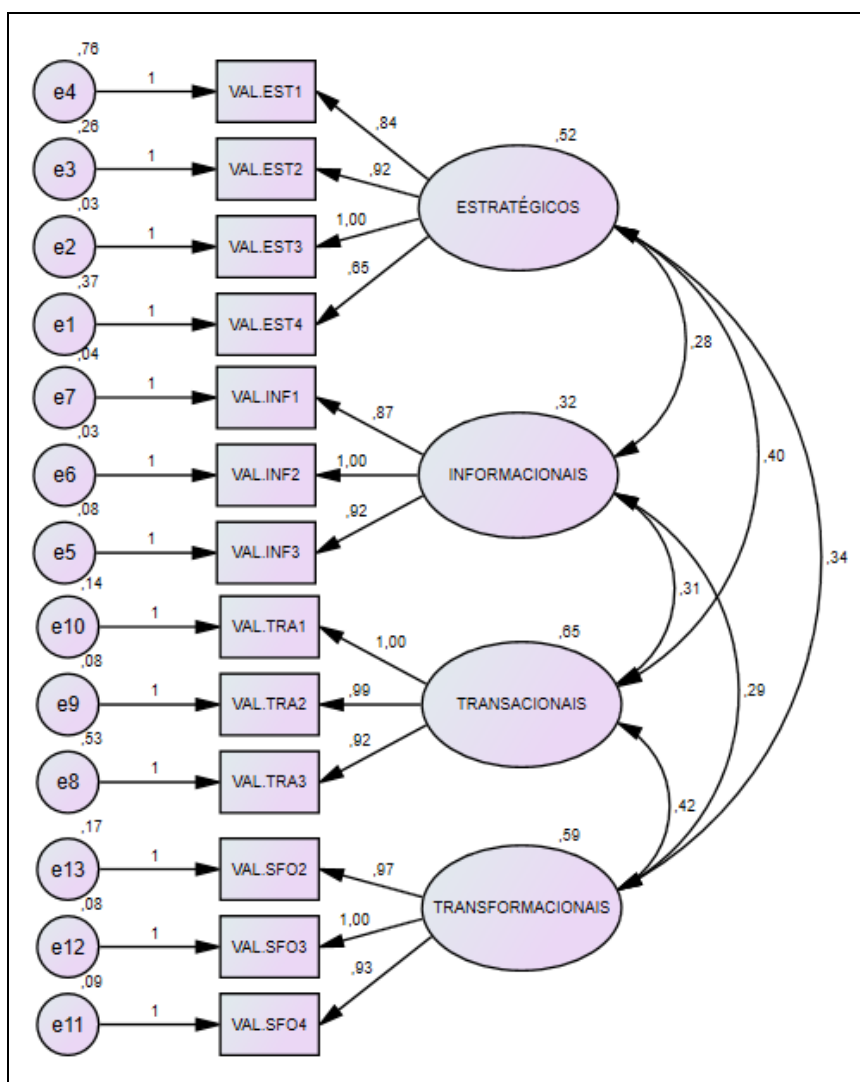 ,76
e4
1
VAL.EST1
,84
,26
e3
1
VAL.EST2
,92
,52
ESTRATÉGICOS
,03
e2
1
VAL.EST3
1,00
,37
e1
1
VAL.EST4
,65
,28
,04
e7
1
VAL.INF1
,87
,32
,03
e6
1
VAL.INF2
1,00
INFORMACIONAIS
,40
,08
e5
1
VAL.INF3
,92
,34
,14
e10
1
VAL.TRA1
1,00
,31
,65
,08
e9
1
VAL.TRA2
,99
TRANSACIONAIS
,29
,53
e8
1
VAL.TRA3
,92
,42
,17
e13
1
VAL.SFO2
,97
,59
,08
e12
1
VAL.SFO3
1,00
TRANSFORMACIONAIS
,09
e11
1
VAL.SFO4
,93